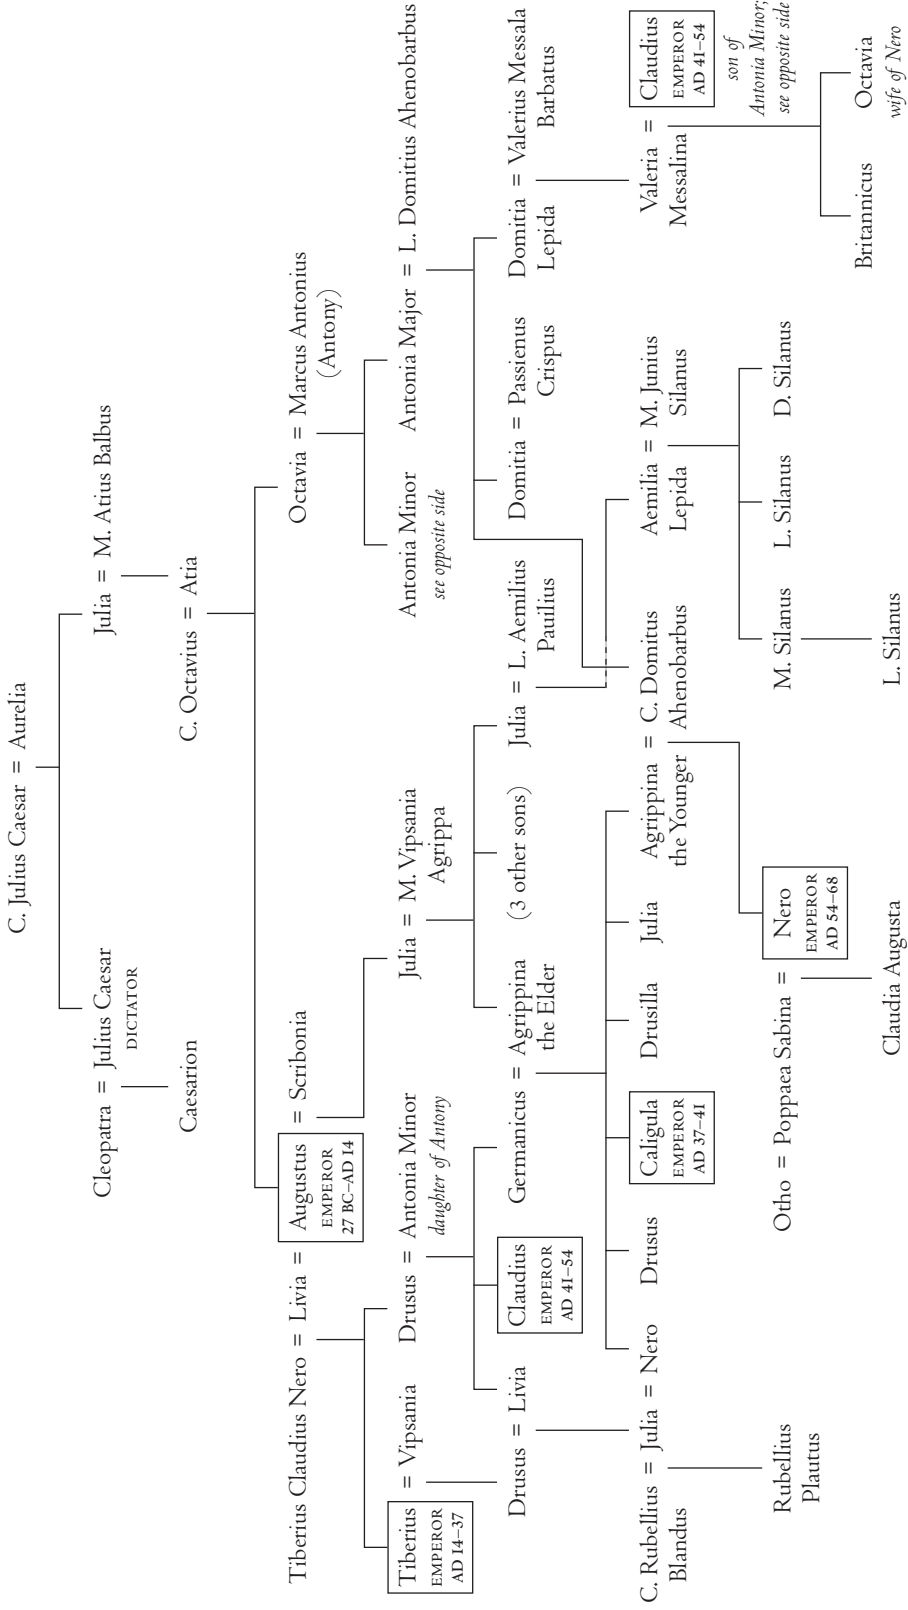 C. Julius Caesar = Aurelia
Cleopatra = Julius Caesar
DICTATOR
Julia = M. Atius Balbus
Caesarion
C. Octavius = Atia
Tiberius Claudius Nero = Livia = Augustus = Scribonia
EMPEROR
27 BC–AD 14
Octavia = Marcus Antonius
(Antony)
Tiberius = Vipsania
EMPEROR
AD 14–37
Drusus = Antonia Minor
daughter of Antony
Julia = M. Vipsania
Agrippa
Antonia Minor
see opposite side
Antonia Major = L. Domitius Ahenobarbus
Drusus = Livia
Claudius
EMPEROR
AD 41–54
Germanicus = Agrippina
the Elder
(3 other sons)
Julia = L. Aemilius
Pauilius
Domitia = Passienus
Crispus
Domitia = Valerius Messala
Lepida
Barbatus
C. Rubellius = Julia = Nero
Blandus
Drusus
Caligula
EMPEROR
AD 37–41
Drusilla
Julia
Agrippina = C. Domitus
the Younger
Ahenobarbus
Aemilia = M. Junius
Lepida
Silanus
Valeria = Claudius
Messalina
EMPEROR
AD 41–54
son of
Antonia Minor;
see opposite side
Rubellius
Plautus
Otho = Poppaea Sabina = Nero
EMPEROR
AD 54–68
M. Silanus
L. Silanus
D. Silanus
Britannicus
Octavia
wife of Nero
Claudia Augusta
L. Silanus